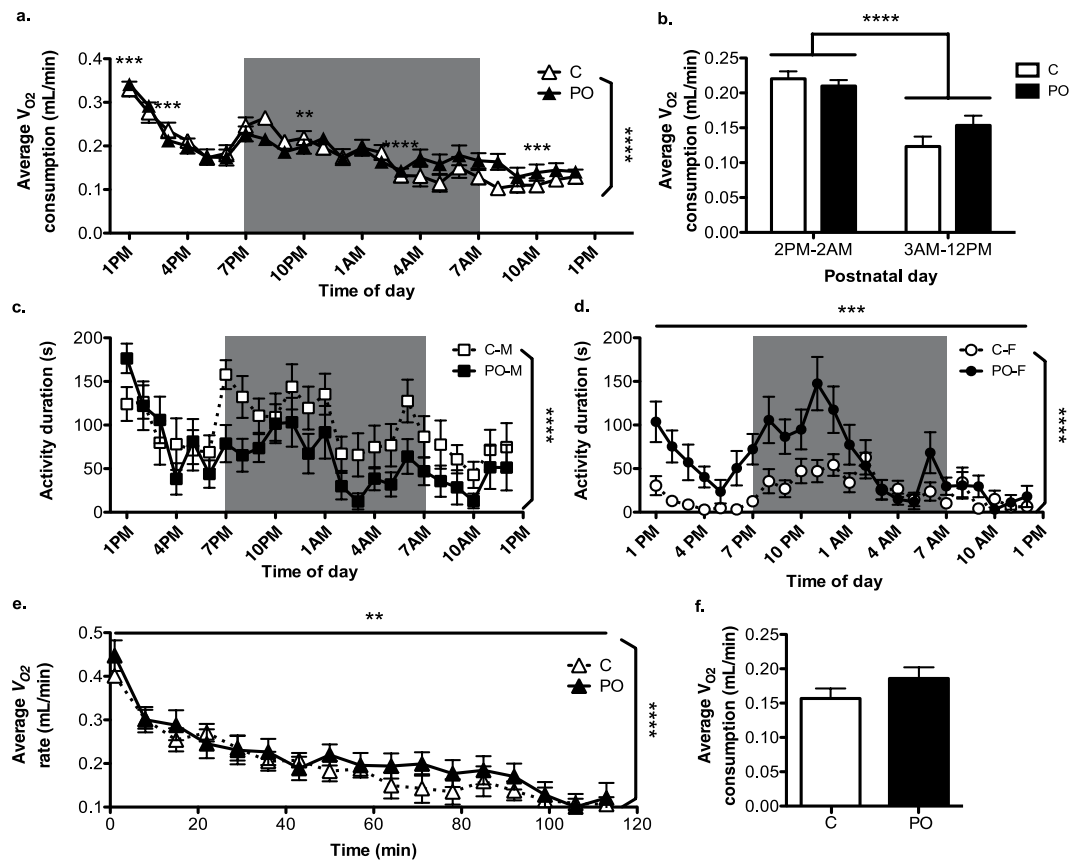 a.
Average VO2
consumption (mL/min)
0.4
0.3
0.2
0.1
0.0
***
***
**
****
***
C
PO
****
1PM
4PM
7PM
10PM
1AM
4AM
7AM
10AM
1PM
Time of day
b.
Average VO2
consumption (mL/min)
0.25
0.20
0.15
0.10
0.05
0.00
****
C
PO
2PM-2AM
3AM-12PM
Postnatal day
c.
Activity duration (s)
200
150
100
50
0
C-M
PO-M
****
1PM
4PM
7PM
10PM
1AM
4AM
7AM
10AM
1PM
Time of day
d.
Activity duration (s)
200
150
100
50
0
***
C-F
PO-F
****
1 PM
4 PM
7 PM
10 PM
1 AM
4 AM
7 AM
10 AM
1 PM
Time of day
e.
Average VO2
rate (mL/min)
0.5
0.4
0.3
0.2
0.1
**
C
PO
****
0
20
40
60
80
100
120
Time (min)
f.
Average VO2
consumption (mL/min)
0.25
0.20
0.15
0.10
0.05
0.00
C
PO